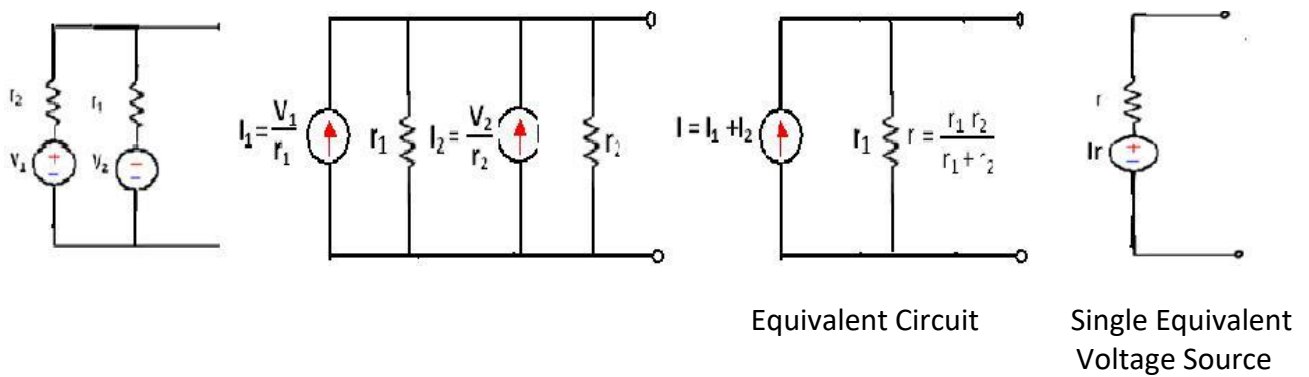 r₂
r₁
V₁
+
−
V₂
−
−
I₁ = V₁ / r₁
r₁
I₂ = V₂ / r₂
r₂
I = I₁ + I₂
r₁
r = r₁ r₂ / r₁ + r₂
r
Ir
+
−
Equivalent Circuit
Single Equivalent
Voltage Source